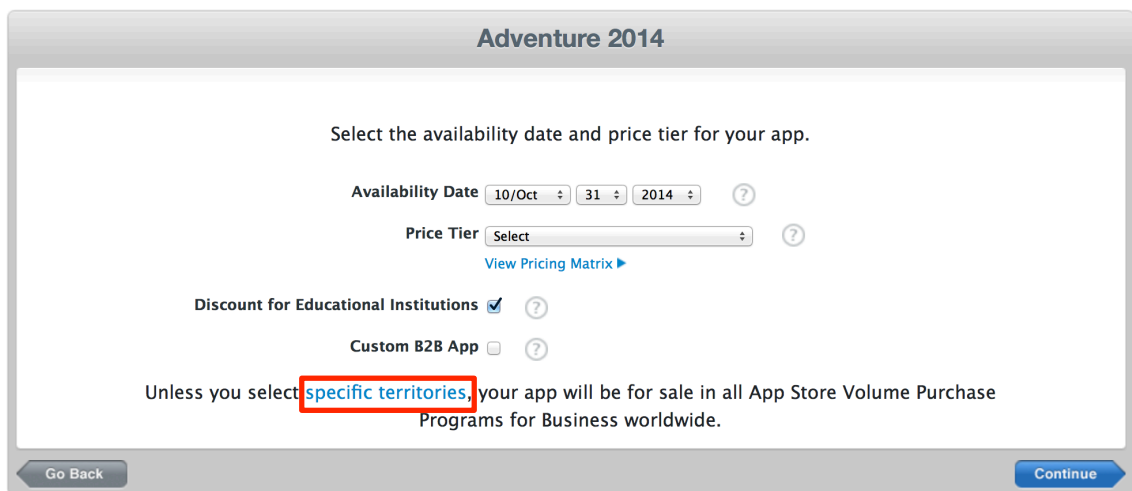 Adventure 2014
Select the availability date and price tier for your app.
Availability Date 10/Oct 31 2014 ?
Price Tier Select ?
View Pricing Matrix
Discount for Educational Institutions ?
Custom B2B App ?
Unless you select specific territories, your app will be for sale in all App Store Volume Purchase
Programs for Business worldwide.
Go Back Continue